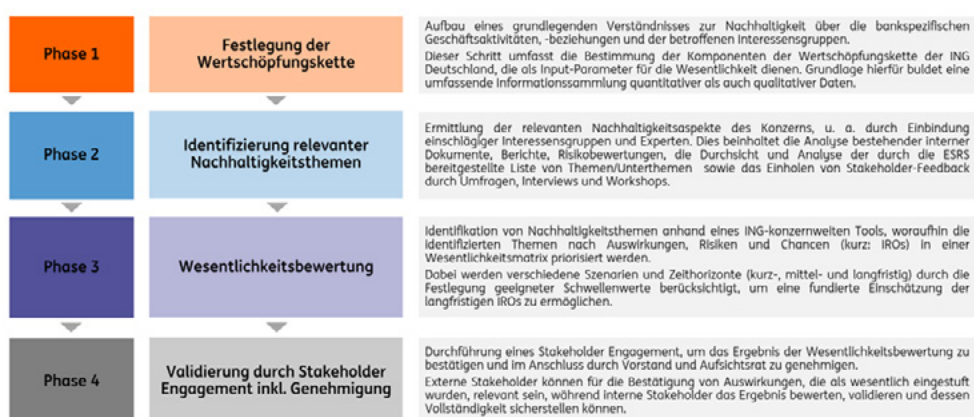 Phase 1
Festlegung der
Wertschöpfungskette
Aufbau eines grundlegenden Verständnisses zur Nachhaltigkeit über die bankspezifischen
Geschäftsaktivitäten, -beziehungen und der betroffenen Interessensgruppen.
Dieser Schritt umfasst die Bestimmung der Komponenten der Wertschöpfungskette der ING
Deutschland, die als Input-Parameter für die Wesentlichkeit dienen. Grundlage hierfür buldet eine
umfassende Informationssammlung quantitativer als auch qualitativer Daten.
Phase 2
Identifizierung relevanter
Nachhaltigkeitsthemen
Ermittlung der relevanten Nachhaltigkeitsaspekte des Konzerns, u. a. durch Einbindung
einschlägiger Interessensgruppen und Experten. Dies beinhaltet die Analyse bestehender interner
Dokumente, Berichte, Risikobewertungen, die Durchsicht und Analyse der durch die ESRS
bereitgestellte Liste von Themen/Unterthemen sowie das Einholen von Stakeholder-Feedback
durch Umfragen, Interviews und Workshops.
Phase 3
Wesentlichkeitsbewertung
Identifikation von Nachhaltigkeitsthemen anhand eines ING-konzernweiten Tools, woraufhin die
identifizierten Themen nach Auswirkungen, Risiken und Chancen (kurz: IROs) in einer
Wesentlichkeitsmatrix priorisiert werden.
Dabei werden verschiedene Szenarien und Zeithorizonte (kurz-, mittel- und langfristig) durch die
Festlegung geeigneter Schwellenwerte berücksichtigt, um eine fundierte Einschätzung der
langfristigen IROs zu ermöglichen.
Phase 4
Validierung durch Stakeholder
Engagement inkl. Genehmigung
Durchführung eines Stakeholder Engagement, um das Ergebnis der Wesentlichkeitsbewertung zu
bestätigen und im Anschluss durch Vorstand und Aufsichtsrat zu genehmigen.
Externe Stakeholder können für die Bestätigung von Auswirkungen, die als wesentlich eingestuft
wurden, relevant sein, während interne Stakeholder das Ergebnis bewerten, validieren und dessen
Vollständigkeit sicherstellen können.